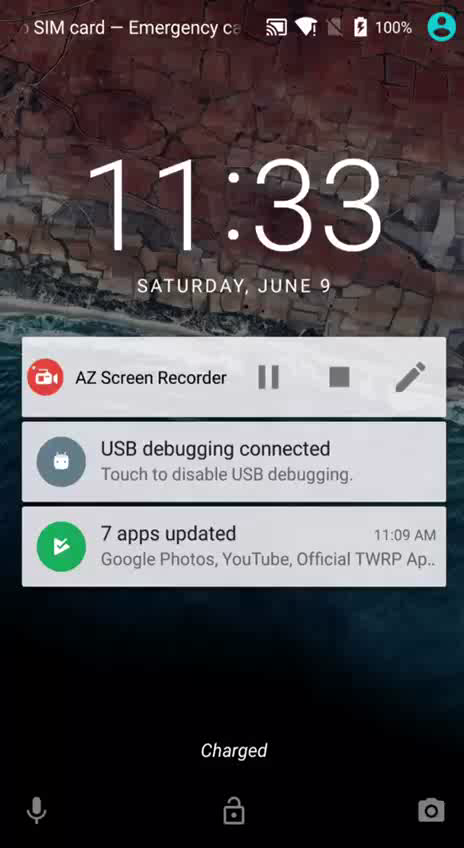 SIM card — Emergency ca
100%
11:33
SATURDAY, JUNE 9
AZ Screen Recorder
USB debugging connected
Touch to disable USB debugging.
7 apps updated
11:09 AM
Google Photos, YouTube, Official TWRP Ap..
Charged